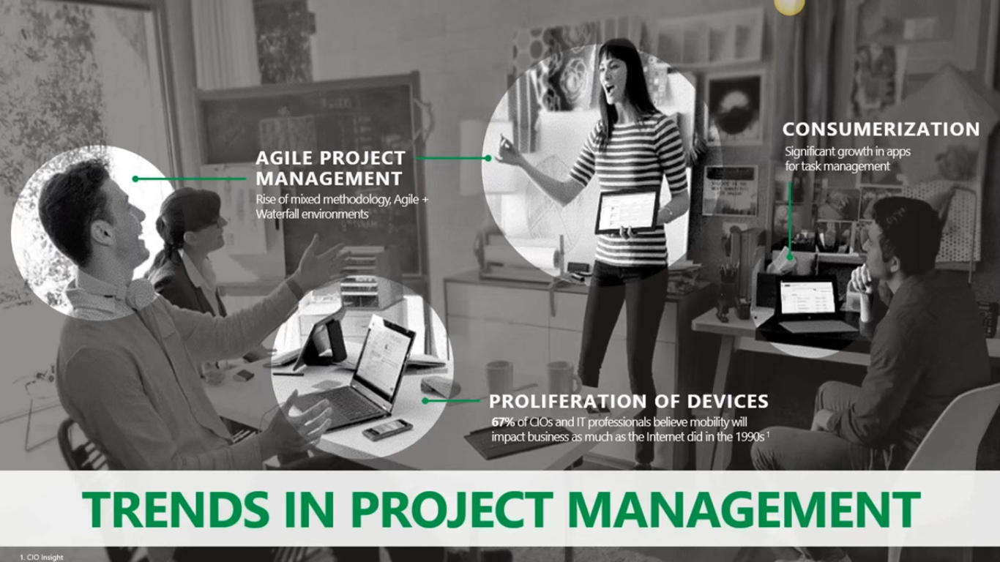 AGILE PROJECT
MANAGEMENT
Rise of mixed methodology, Agile +
Waterfall environments
CONSUMERIZATION
Significant growth in apps
for task management
PROLIFERATION OF DEVICES
67% of CIOs and IT professionals believe mobility will
impact business as much as the Internet did in the 1990s ¹
TRENDS IN PROJECT MANAGEMENT
1. CIO Insight